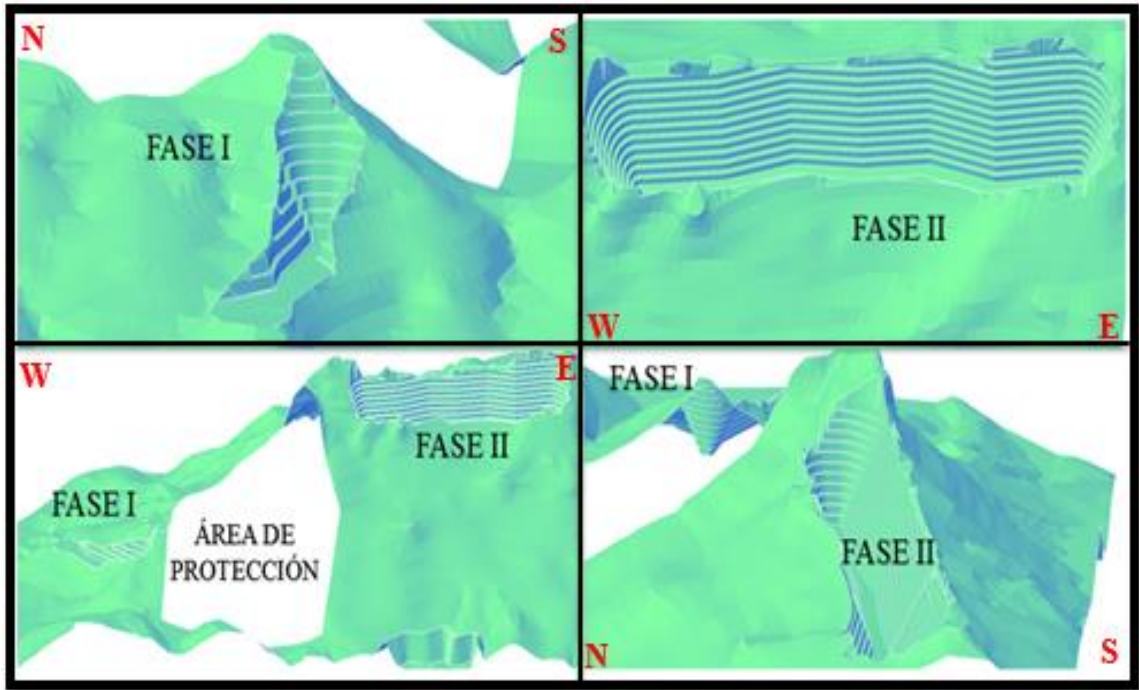 N
S
FASE I
FASE II
W
E
W
E
FASE II
FASE I
ÁREA DE
PROTECCIÓN
FASE I
FASE II
N
S